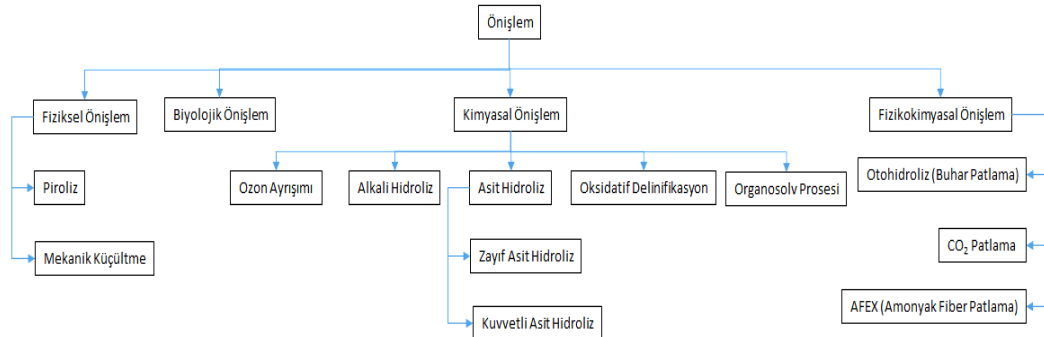 Önişlem
Fiziksel Önişlem
Biyolojik Önişlem
Kimyasal Önişlem
Fizikokimyasal Önişlem
Piroliz
Ozon Ayrışımı
Alkali Hidroliz
Asit Hidroliz
Oksidatif Delinifikasyon
Organosolv Prosesi
Otohidroliz (Buhar Patlama)
Mekanik Küçültme
Zayıf Asit Hidroliz
CO₂ Patlama
Kuvvetli Asit Hidroliz
AFEX (Amonyak Fiber Patlama)